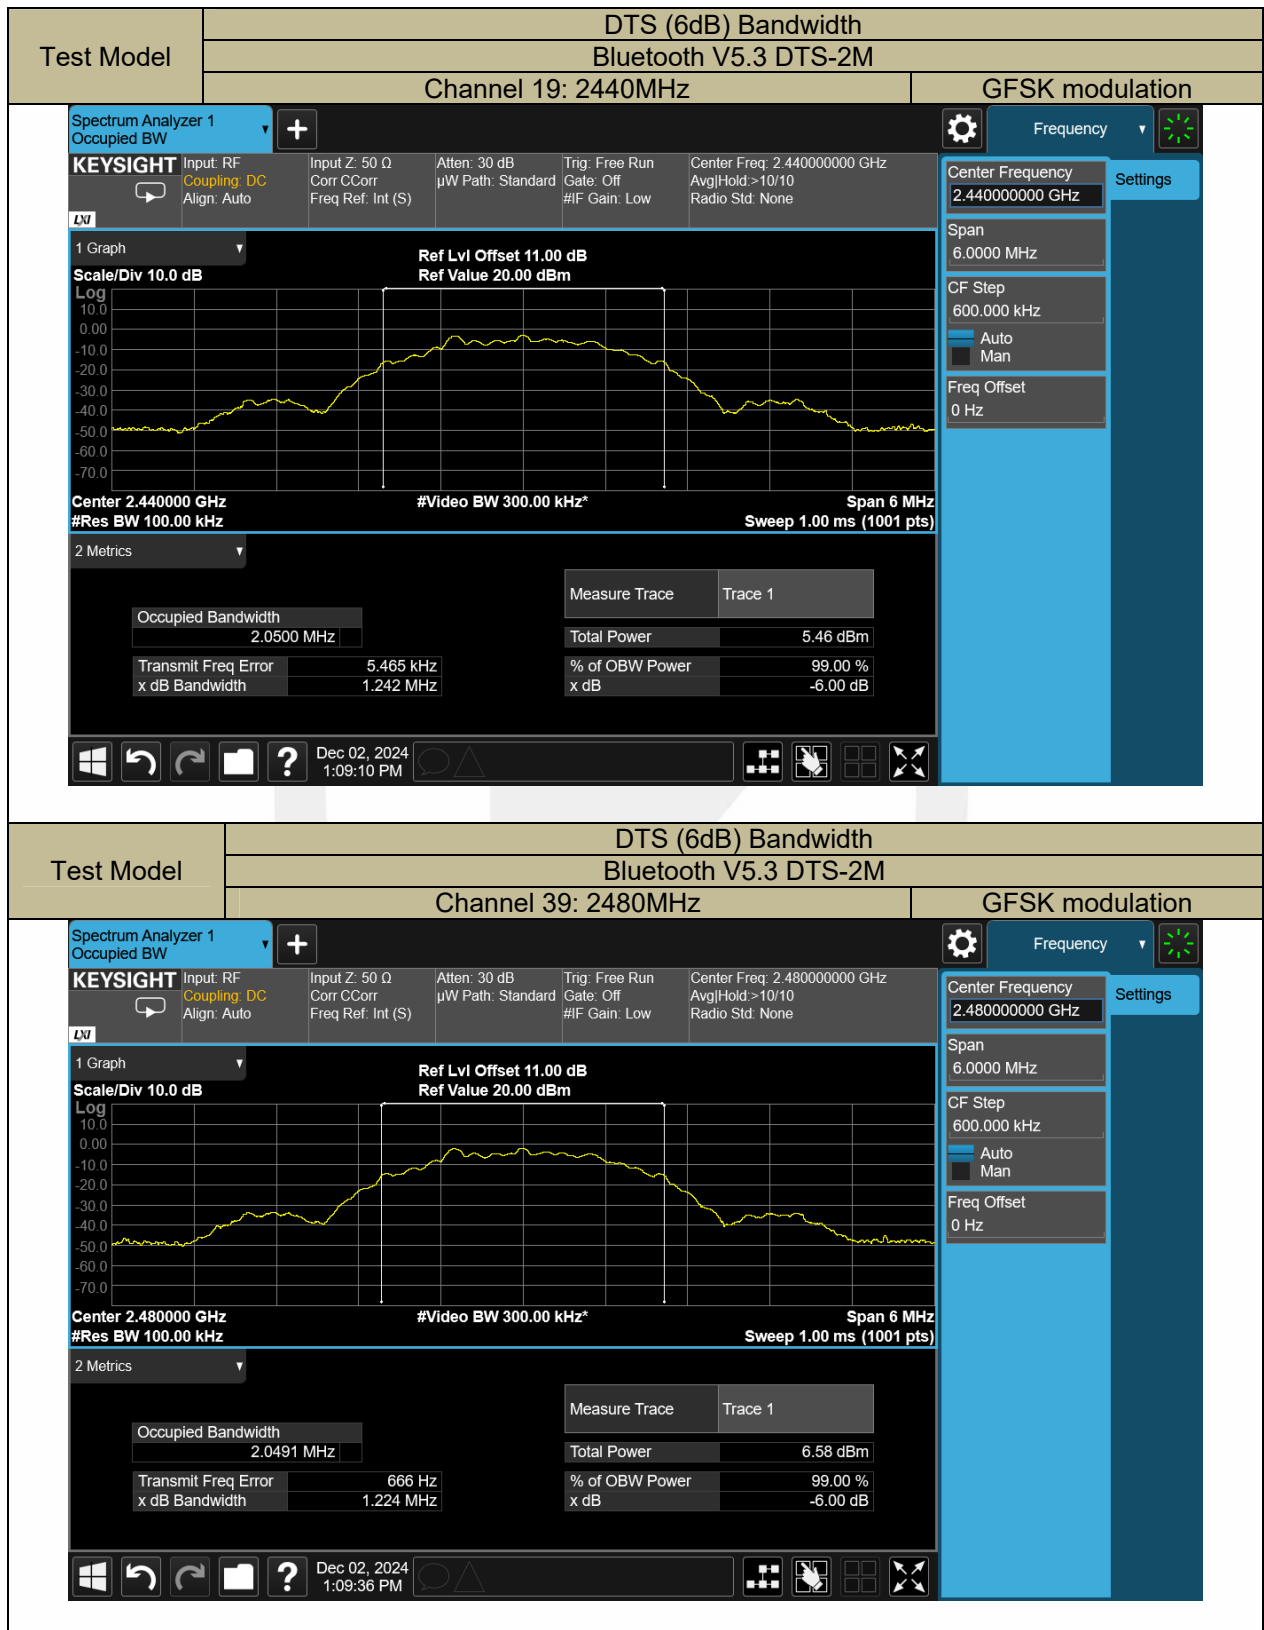 Test Model
DTS (6dB) Bandwidth
Bluetooth V5.3 DTS-2M
Channel 19: 2440MHz GFSK modulation
Spectrum Analyzer 1
Occupied BW
Frequency
KEYSIGHT Input: RF Input Z: 50 Ω Atten: 30 dB Trig: Free Run Center Freq: 2.440000000 GHz
Coupling: DC Corr CCorr µW Path: Standard Gate: Off Avg|Hold:>10/10
Align: Auto Freq Ref: Int (S) #IF Gain: Low Radio Std: None
LXI
Center Frequency
2.440000000 GHz
Settings
Span
6.0000 MHz
CF Step
600.000 kHz
Auto
Man
Freq Offset
0 Hz
1 Graph
Ref Lvl Offset 11.00 dB
Scale/Div 10.0 dB Ref Value 20.00 dBm
Log
10.0
0.00
-10.0
-20.0
-30.0
-40.0
-50.0
-60.0
-70.0
Center 2.440000 GHz #Video BW 300.00 kHz* Span 6 MHz
#Res BW 100.00 kHz Sweep 1.00 ms (1001 pts)
2 Metrics
Measure Trace Trace 1
Occupied Bandwidth
2.0500 MHz
Total Power 5.46 dBm
Transmit Freq Error 5.465 kHz % of OBW Power 99.00 %
x dB Bandwidth 1.242 MHz x dB -6.00 dB
Dec 02, 2024
1:09:10 PM
Test Model
DTS (6dB) Bandwidth
Bluetooth V5.3 DTS-2M
Channel 39: 2480MHz GFSK modulation
Spectrum Analyzer 1
Occupied BW
Frequency
KEYSIGHT Input: RF Input Z: 50 Ω Atten: 30 dB Trig: Free Run Center Freq: 2.480000000 GHz
Coupling: DC Corr CCorr µW Path: Standard Gate: Off Avg|Hold:>10/10
Align: Auto Freq Ref: Int (S) #IF Gain: Low Radio Std: None
LXI
Center Frequency
2.480000000 GHz
Settings
Span
6.0000 MHz
CF Step
600.000 kHz
Auto
Man
Freq Offset
0 Hz
1 Graph
Ref Lvl Offset 11.00 dB
Scale/Div 10.0 dB Ref Value 20.00 dBm
Log
10.0
0.00
-10.0
-20.0
-30.0
-40.0
-50.0
-60.0
-70.0
Center 2.480000 GHz #Video BW 300.00 kHz* Span 6 MHz
#Res BW 100.00 kHz Sweep 1.00 ms (1001 pts)
2 Metrics
Measure Trace Trace 1
Occupied Bandwidth
2.0491 MHz
Total Power 6.58 dBm
Transmit Freq Error 666 Hz % of OBW Power 99.00 %
x dB Bandwidth 1.224 MHz x dB -6.00 dB
Dec 02, 2024
1:09:36 PM